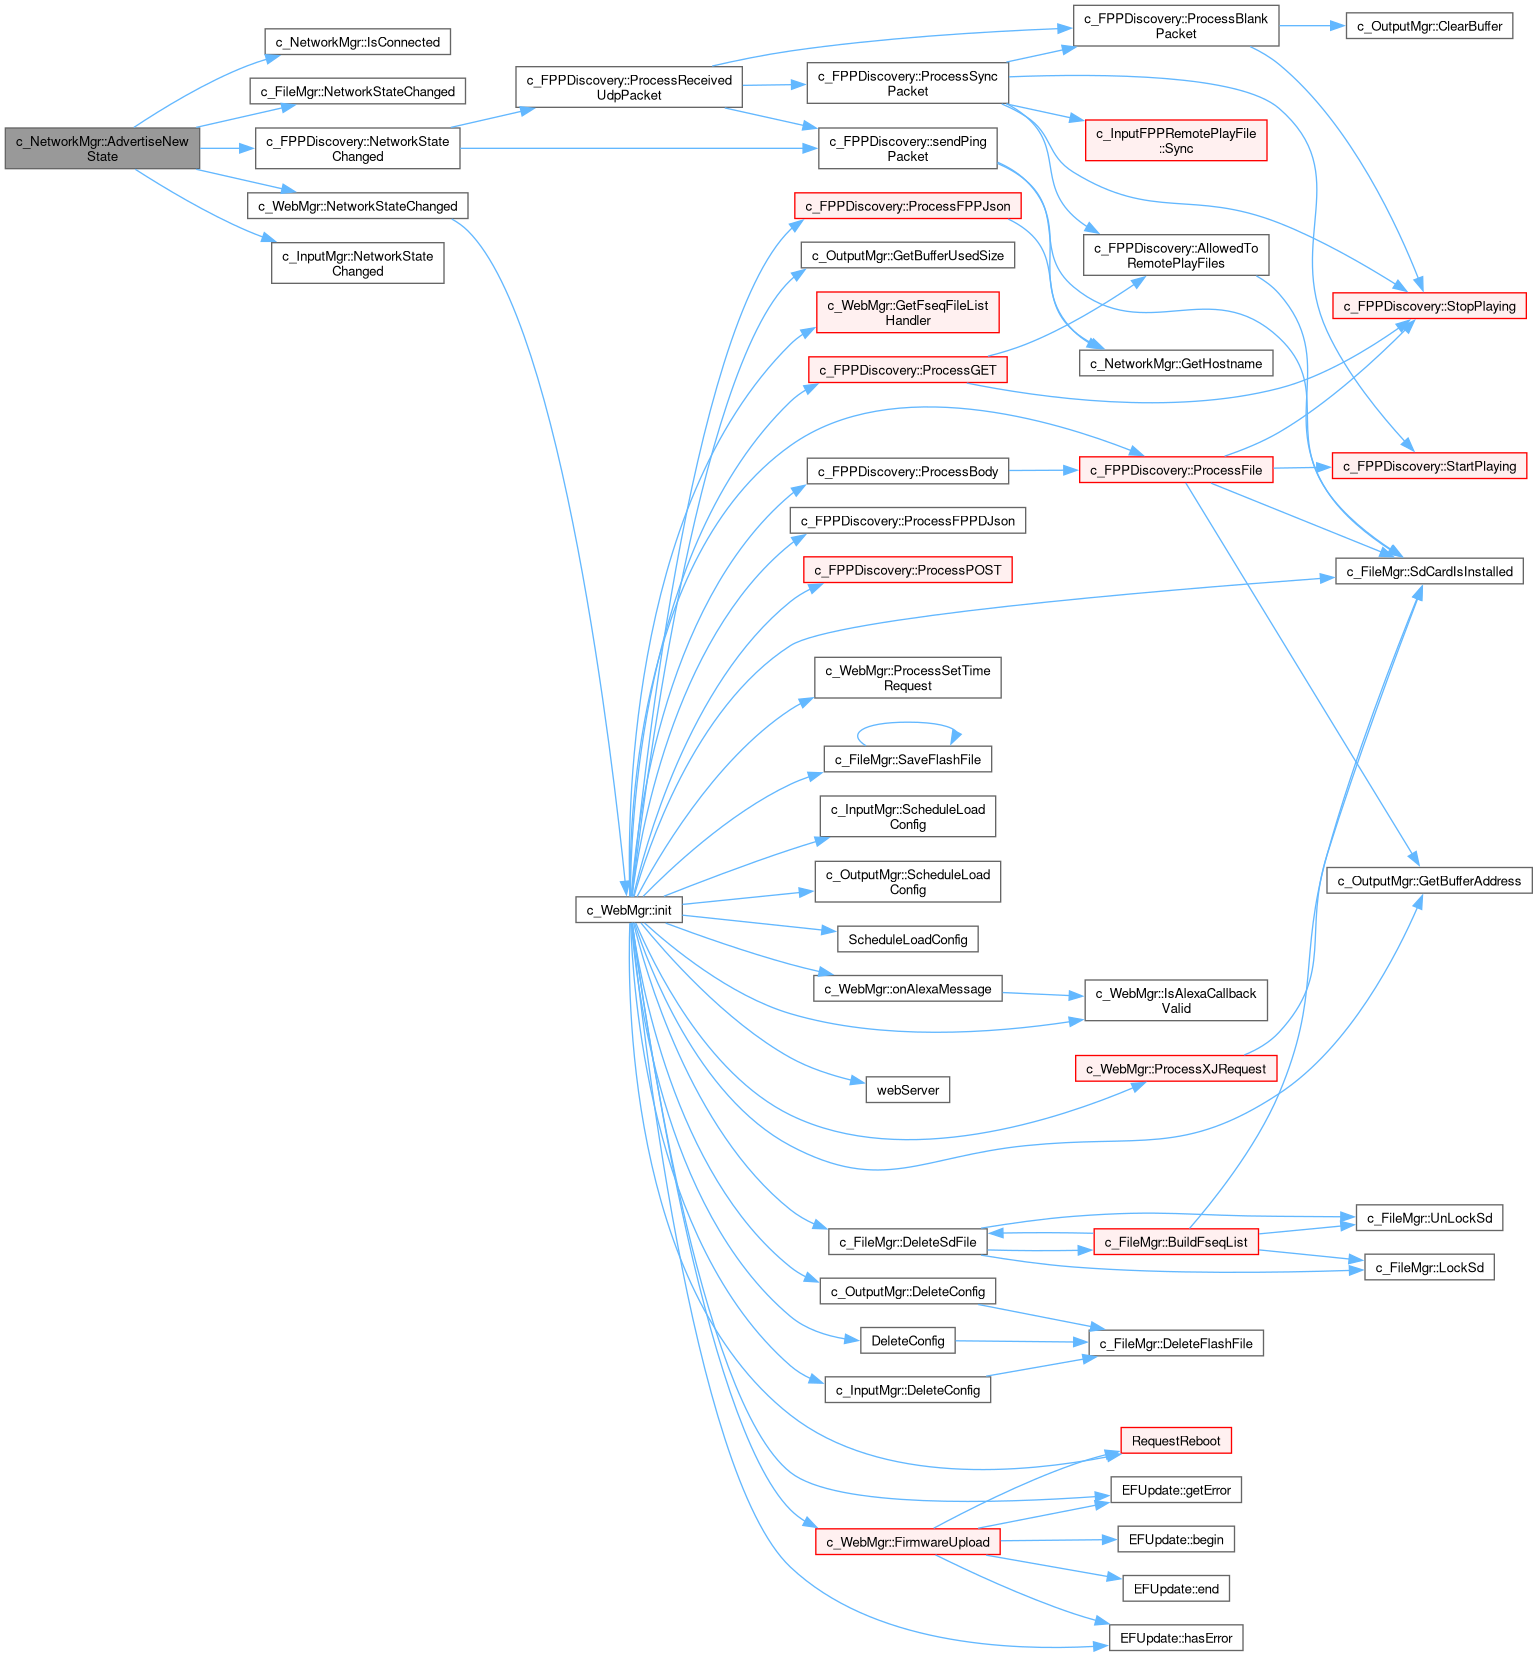 c_NetworkMgr::AdvertiseNew
State
c_NetworkMgr::IsConnected
c_FileMgr::NetworkStateChanged
c_FPPDiscovery::NetworkState
Changed
c_WebMgr::NetworkStateChanged
c_InputMgr::NetworkState
Changed
c_FPPDiscovery::ProcessReceived
UdpPacket
c_WebMgr::init
c_FPPDiscovery::ProcessSync
Packet
c_FPPDiscovery::sendPing
Packet
c_FPPDiscovery::ProcessFPPJson
c_OutputMgr::GetBufferUsedSize
c_WebMgr::GetFseqFileList
Handler
c_FPPDiscovery::ProcessGET
c_FPPDiscovery::ProcessBody
c_FPPDiscovery::ProcessFPPDJson
c_FPPDiscovery::ProcessPOST
c_WebMgr::ProcessSetTime
Request
c_FileMgr::SaveFlashFile
c_InputMgr::ScheduleLoad
Config
c_OutputMgr::ScheduleLoad
Config
ScheduleLoadConfig
c_WebMgr::onAlexaMessage
webServer
c_FileMgr::DeleteSdFile
c_OutputMgr::DeleteConfig
DeleteConfig
c_InputMgr::DeleteConfig
c_WebMgr::FirmwareUpload
c_FPPDiscovery::ProcessBlank
Packet
c_InputFPPRemotePlayFile
::Sync
c_FPPDiscovery::AllowedTo
RemotePlayFiles
c_NetworkMgr::GetHostname
c_FPPDiscovery::ProcessFile
c_WebMgr::IsAlexaCallback
Valid
c_WebMgr::ProcessXJRequest
c_FileMgr::BuildFseqList
c_FileMgr::DeleteFlashFile
RequestReboot
EFUpdate::getError
EFUpdate::begin
EFUpdate::end
EFUpdate::hasError
c_OutputMgr::ClearBuffer
c_FPPDiscovery::StopPlaying
c_FPPDiscovery::StartPlaying
c_FileMgr::SdCardIsInstalled
c_OutputMgr::GetBufferAddress
c_FileMgr::UnLockSd
c_FileMgr::LockSd